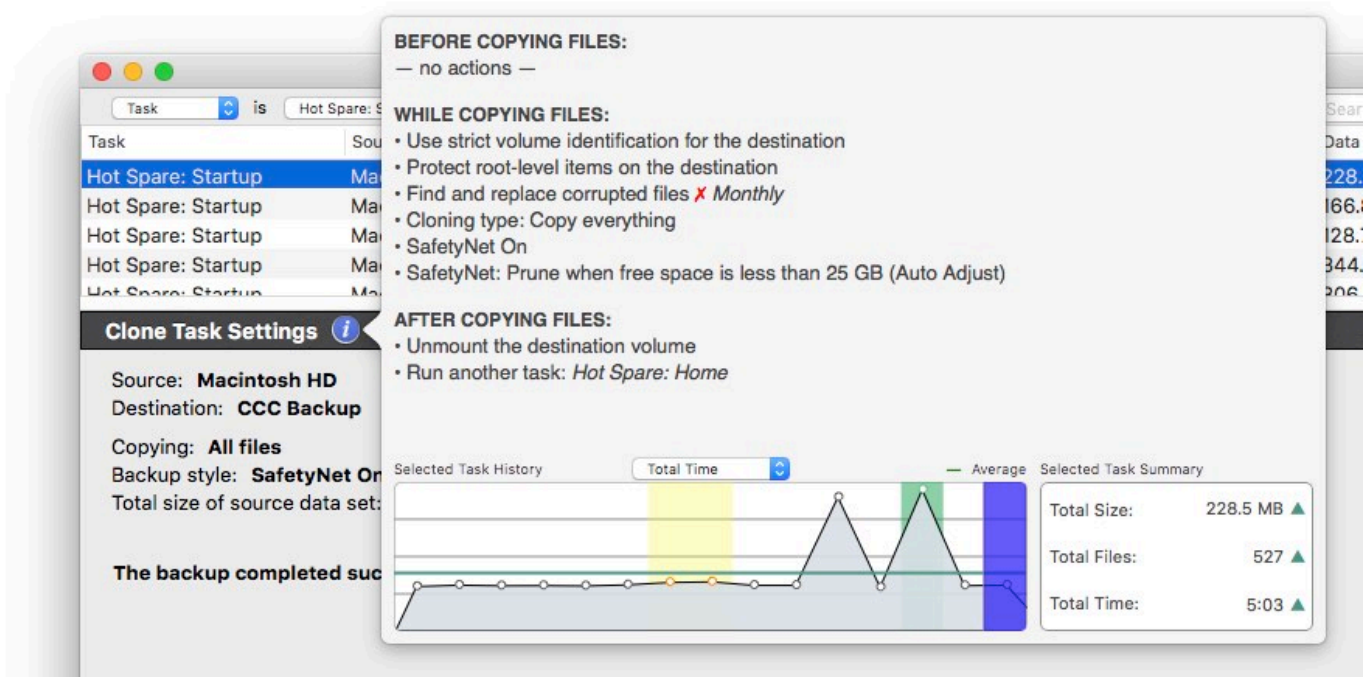 BEFORE COPYING FILES:
— no actions —
WHILE COPYING FILES:
• Use strict volume identification for the destination
• Protect root-level items on the destination
• Find and replace corrupted files ✗ Monthly
• Cloning type: Copy everything
• SafetyNet On
• SafetyNet: Prune when free space is less than 25 GB (Auto Adjust)
AFTER COPYING FILES:
• Unmount the destination volume
• Run another task: Hot Spare: Home
Task is Hot Spare: S
Task Sou Data
Hot Spare: Startup Ma 228.
Hot Spare: Startup Ma 166.8
Hot Spare: Startup Ma 128.7
Hot Spare: Startup Ma 344.
Hot Spare: Startup Ma 206
Clone Task Settings i
Source: Macintosh HD
Destination: CCC Backup
Copying: All files
Backup style: SafetyNet On
Total size of source data set:
The backup completed suc
Selected Task History Total Time — Average Selected Task Summary
Total Size: 228.5 MB ▲
Total Files: 527 ▲
Total Time: 5:03 ▲